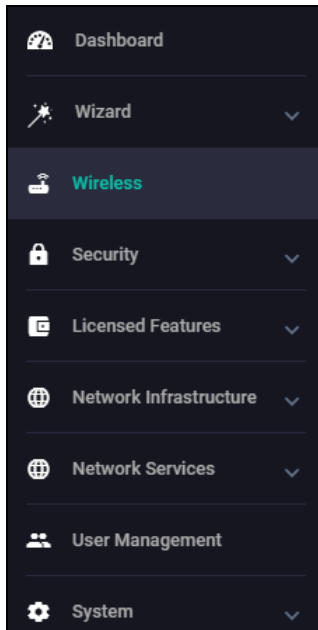 Dashboard
Wizard
Wireless
Security
Licensed Features
Network Infrastructure
Network Services
User Management
System